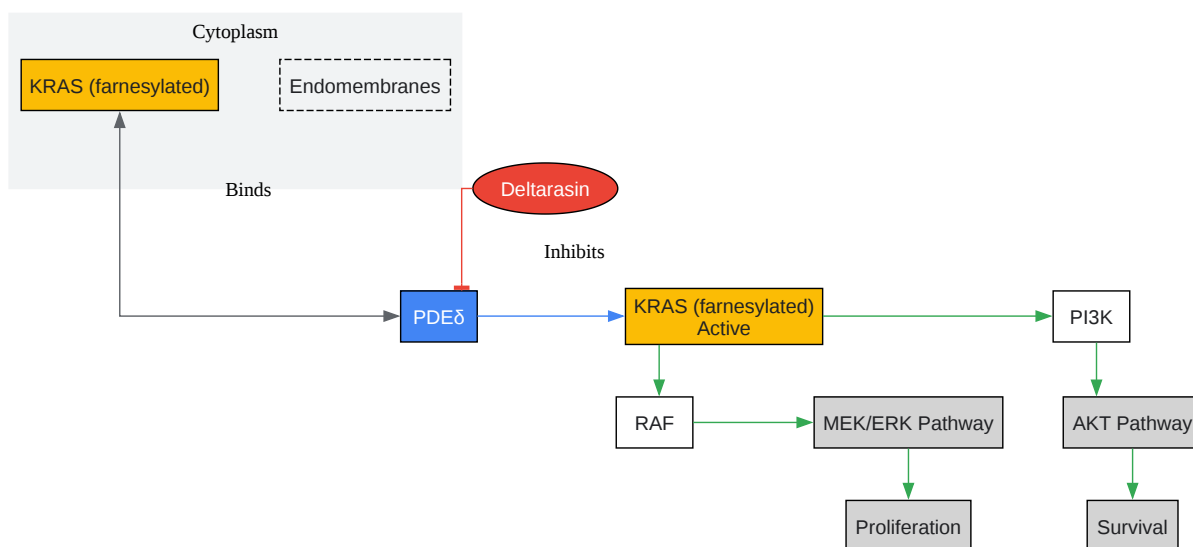 Cytoplasm
KRAS (farnesylated)
Endomembranes
Binds
Deltarasin
Inhibits
PDEδ
KRAS (farnesylated)
Active
PI3K
RAF
MEK/ERK Pathway
AKT Pathway
Proliferation
Survival